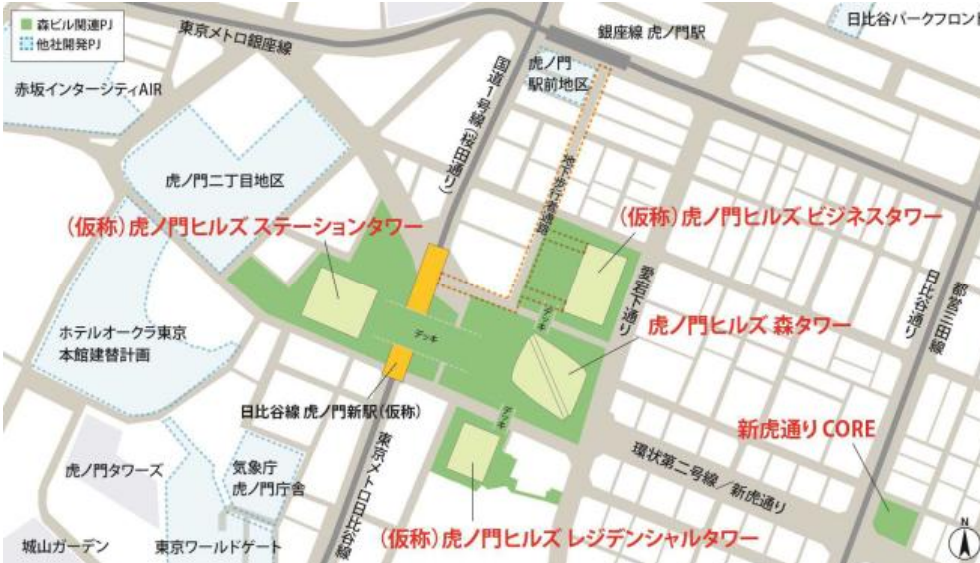 森ビル関連PJ
他社開発PJ
東京メトロ銀座線
銀座線 虎ノ門駅
日比谷パークフロント
赤坂インターシティAIR
虎ノ門
駅前地区
国道1号線(桜田通り)
地下歩行者通路
虎ノ門二丁目地区
(仮称)虎ノ門ヒルズ ステーションタワー
(仮称)虎ノ門ヒルズ ビジネスタワー
愛宕下通り
日比谷通り
都営三田線
ホテルオークラ東京
本館建替計画
デッキ
デッキ
虎ノ門ヒルズ 森タワー
日比谷線 虎ノ門新駅(仮称)
デッキ
新虎通り CORE
東京メトロ日比谷線
環状第二号線/新虎通り
虎ノ門タワーズ
気象庁
虎ノ門庁舎
(仮称)虎ノ門ヒルズ レジデンシャルタワー
城山ガーデン
東京ワールドゲート
N